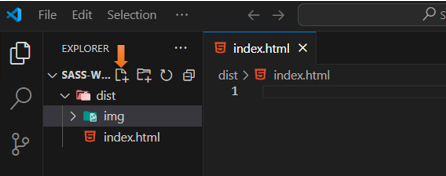 File Edit Selection ···
EXPLORER ···
index.html
SASS-W...
dist
img
index.html
dist > index.html
1